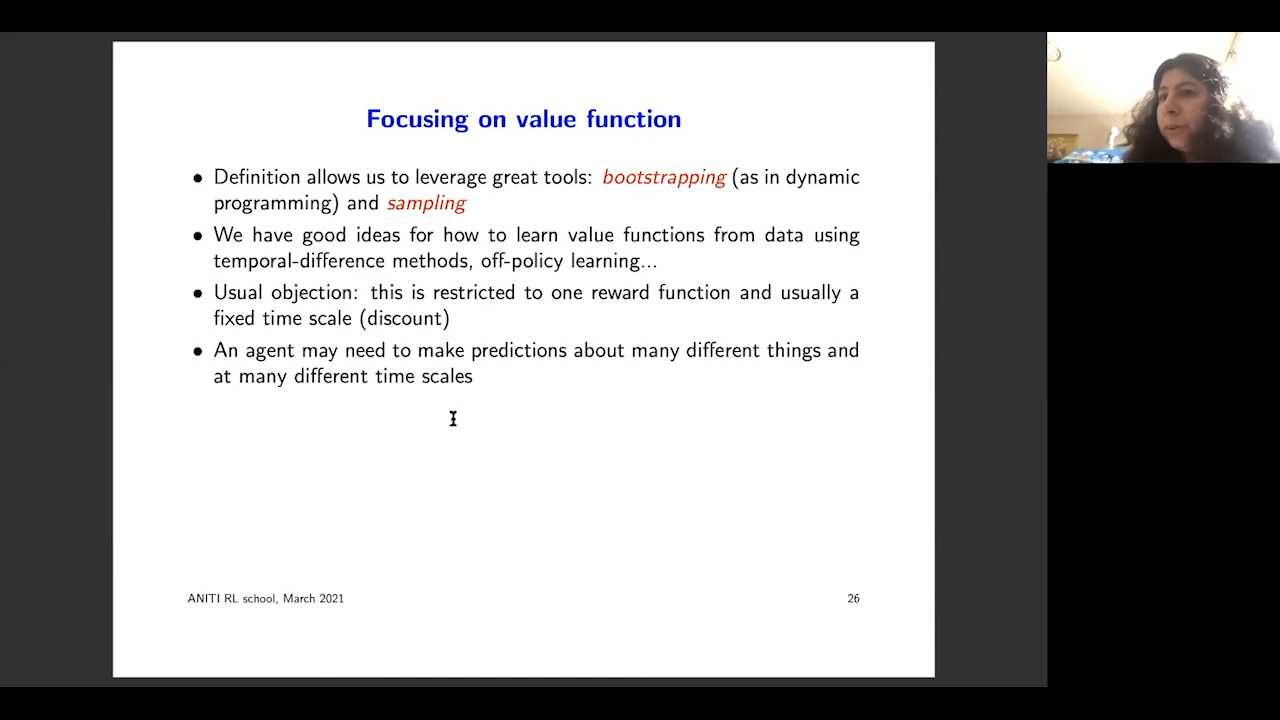 Focusing on value function
• Definition allows us to leverage great tools: bootstrapping (as in dynamic
programming) and sampling
• We have good ideas for how to learn value functions from data using
temporal-difference methods, off-policy learning...
• Usual objection: this is restricted to one reward function and usually a
fixed time scale (discount)
• An agent may need to make predictions about many different things and
at many different time scales
ANITI RL school, March 2021
26